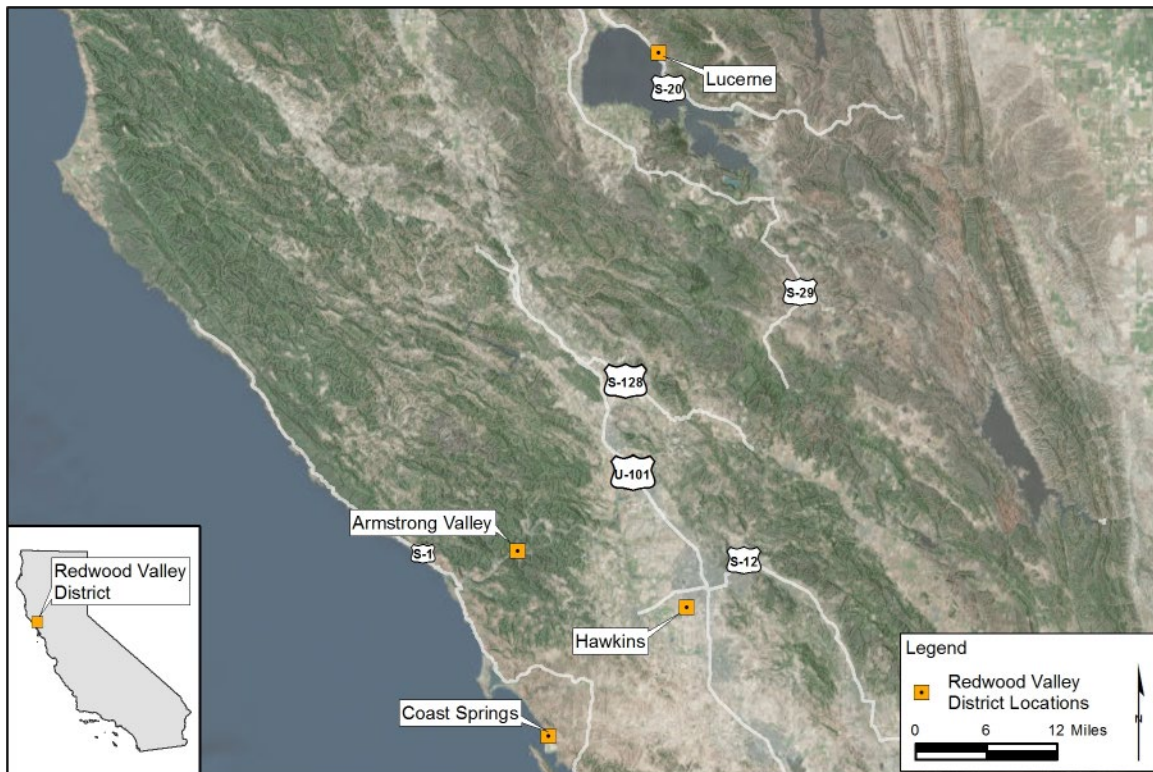 Lucerne
S-20
S-29
S-128
U-101
Armstrong Valley
S-1
S-12
Hawkins
Coast Springs
Redwood Valley
District
Legend
Redwood Valley
District Locations
0 6 12 Miles
N